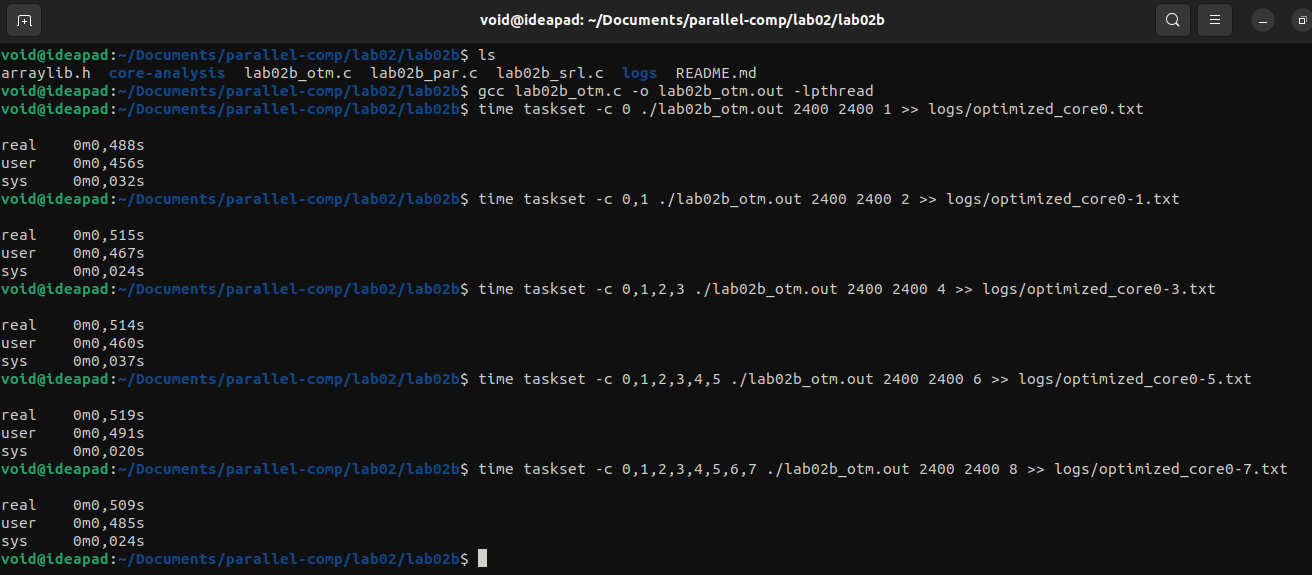 void@ideapad: ~/Documents/parallel-comp/lab02/lab02b
void@ideapad:~/Documents/parallel-comp/lab02/lab02b$ ls
arraylib.h  core-analysis  lab02b_otm.c  lab02b_par.c  lab02b_srl.c  logs  README.md
void@ideapad:~/Documents/parallel-comp/lab02/lab02b$ gcc lab02b_otm.c -o lab02b_otm.out -lpthread
void@ideapad:~/Documents/parallel-comp/lab02/lab02b$ time taskset -c 0 ./lab02b_otm.out 2400 2400 1 >> logs/optimized_core0.txt
real    0m0,488s
user    0m0,456s
sys     0m0,032s
void@ideapad:~/Documents/parallel-comp/lab02/lab02b$ time taskset -c 0,1 ./lab02b_otm.out 2400 2400 2 >> logs/optimized_core0-1.txt
real    0m0,515s
user    0m0,467s
sys     0m0,024s
void@ideapad:~/Documents/parallel-comp/lab02/lab02b$ time taskset -c 0,1,2,3 ./lab02b_otm.out 2400 2400 4 >> logs/optimized_core0-3.txt
real    0m0,514s
user    0m0,460s
sys     0m0,037s
void@ideapad:~/Documents/parallel-comp/lab02/lab02b$ time taskset -c 0,1,2,3,4,5 ./lab02b_otm.out 2400 2400 6 >> logs/optimized_core0-5.txt
real    0m0,519s
user    0m0,491s
sys     0m0,020s
void@ideapad:~/Documents/parallel-comp/lab02/lab02b$ time taskset -c 0,1,2,3,4,5,6,7 ./lab02b_otm.out 2400 2400 8 >> logs/optimized_core0-7.txt
real    0m0,509s
user    0m0,485s
sys     0m0,024s
void@ideapad:~/Documents/parallel-comp/lab02/lab02b$